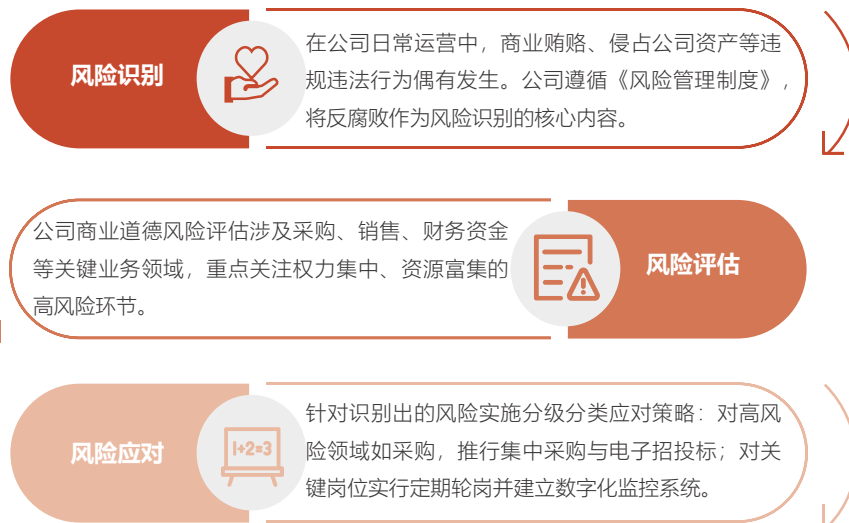 风险识别
在公司日常运营中，商业贿赂、侵占公司资产等违
规违法行为偶有发生。公司遵循《风险管理制度》，
将反腐败作为风险识别的核心内容。
公司商业道德风险评估涉及采购、销售、财务资金
等关键业务领域，重点关注权力集中、资源富集的
高风险环节。
风险评估
风险应对
1+2=3
针对识别出的风险实施分级分类应对策略：对高风
险领域如采购，推行集中采购与电子招投标；对关
键岗位实行定期轮岗并建立数字化监控系统。